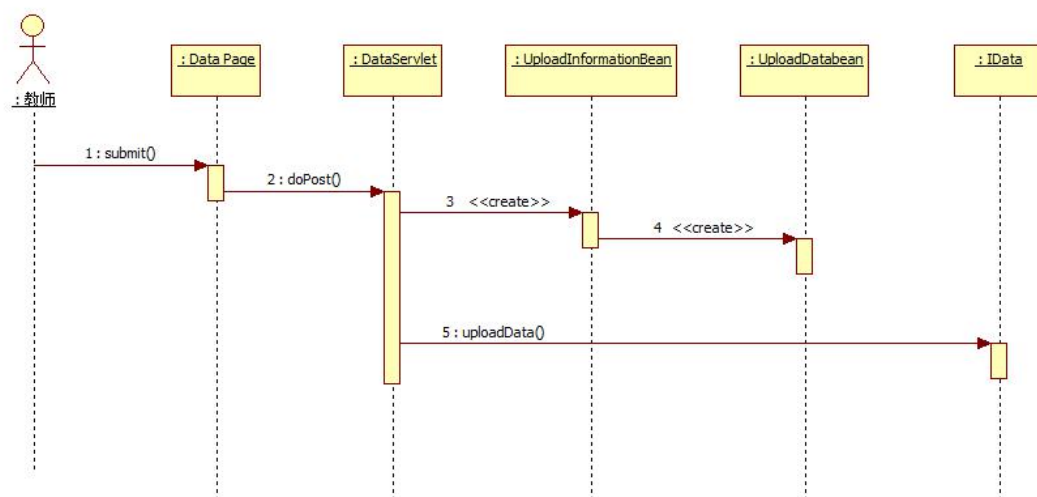 : Data Page
: DataServlet
: UploadInformationBean
: UploadDatabean
: IData
: 教师
1 : submit()
2 : doPost()
3 <<create>>
4 <<create>>
5 : uploadData()